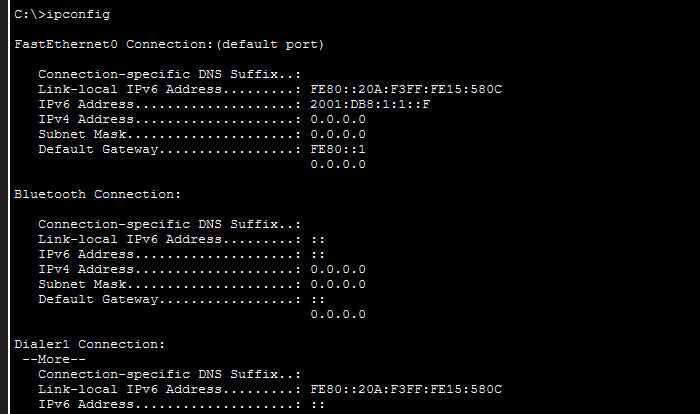 C:\>ipconfig
FastEthernet0 Connection:(default port)
Connection-specific DNS Suffix..:
Link-local IPv6 Address.........: FE80::20A:F3FF:FE15:580C
IPv6 Address....................: 2001:DB8:1:1::F
IPv4 Address....................: 0.0.0.0
Subnet Mask.....................: 0.0.0.0
Default Gateway.................: FE80::1
0.0.0.0
Bluetooth Connection:
Connection-specific DNS Suffix..:
Link-local IPv6 Address.........: ::
IPv6 Address....................: ::
IPv4 Address....................: 0.0.0.0
Subnet Mask.....................: 0.0.0.0
Default Gateway.................: ::
0.0.0.0
Dialer1 Connection:
--More--
Connection-specific DNS Suffix..:
Link-local IPv6 Address.........: FE80::20A:F3FF:FE15:580C
IPv6 Address....................: ::